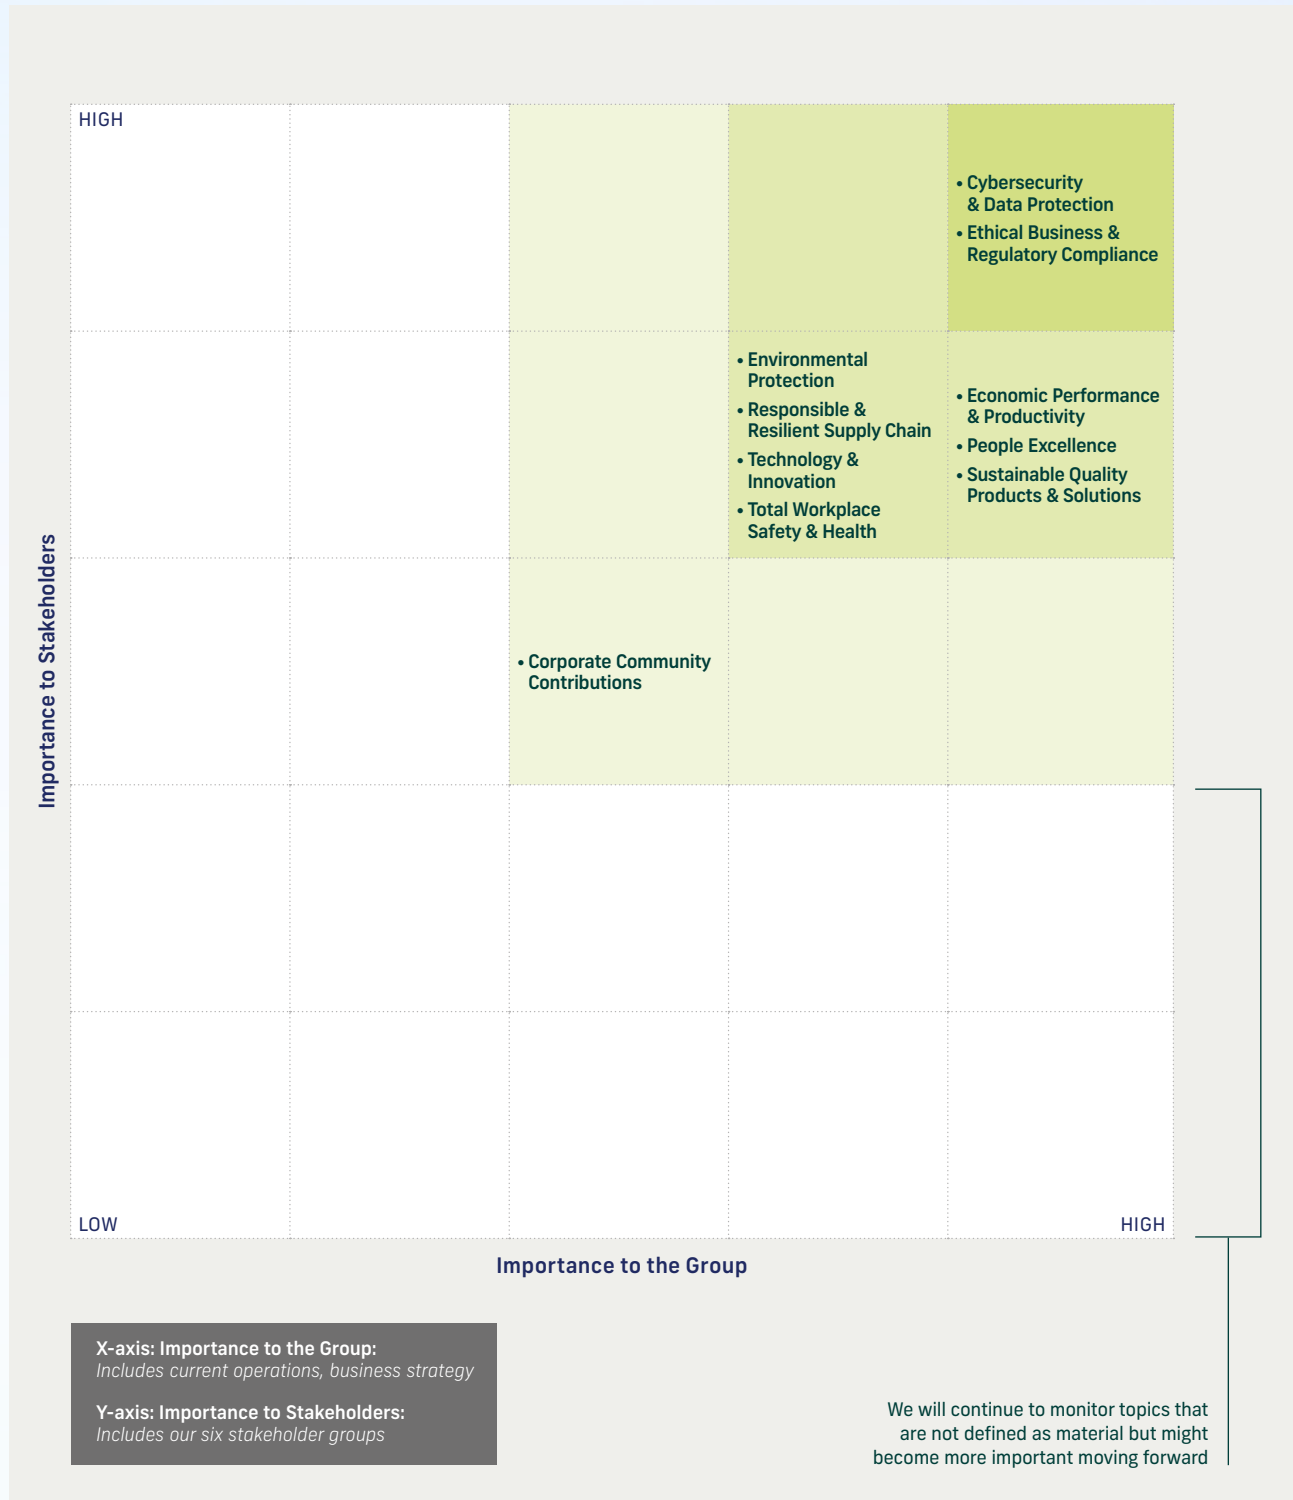 HIGH
• Cybersecurity
& Data Protection
• Ethical Business &
Regulatory Compliance
• Environmental
Protection
• Responsible &
Resilient Supply Chain
• Technology &
Innovation
• Total Workplace
Safety & Health
• Economic Performance
& Productivity
• People Excellence
• Sustainable Quality
Products & Solutions
• Corporate Community
Contributions
Importance to Stakeholders
LOW
HIGH
Importance to the Group
X-axis: Importance to the Group:
Includes current operations, business strategy
Y-axis: Importance to Stakeholders:
Includes our six stakeholder groups
We will continue to monitor topics that
are not defined as material but might
become more important moving forward